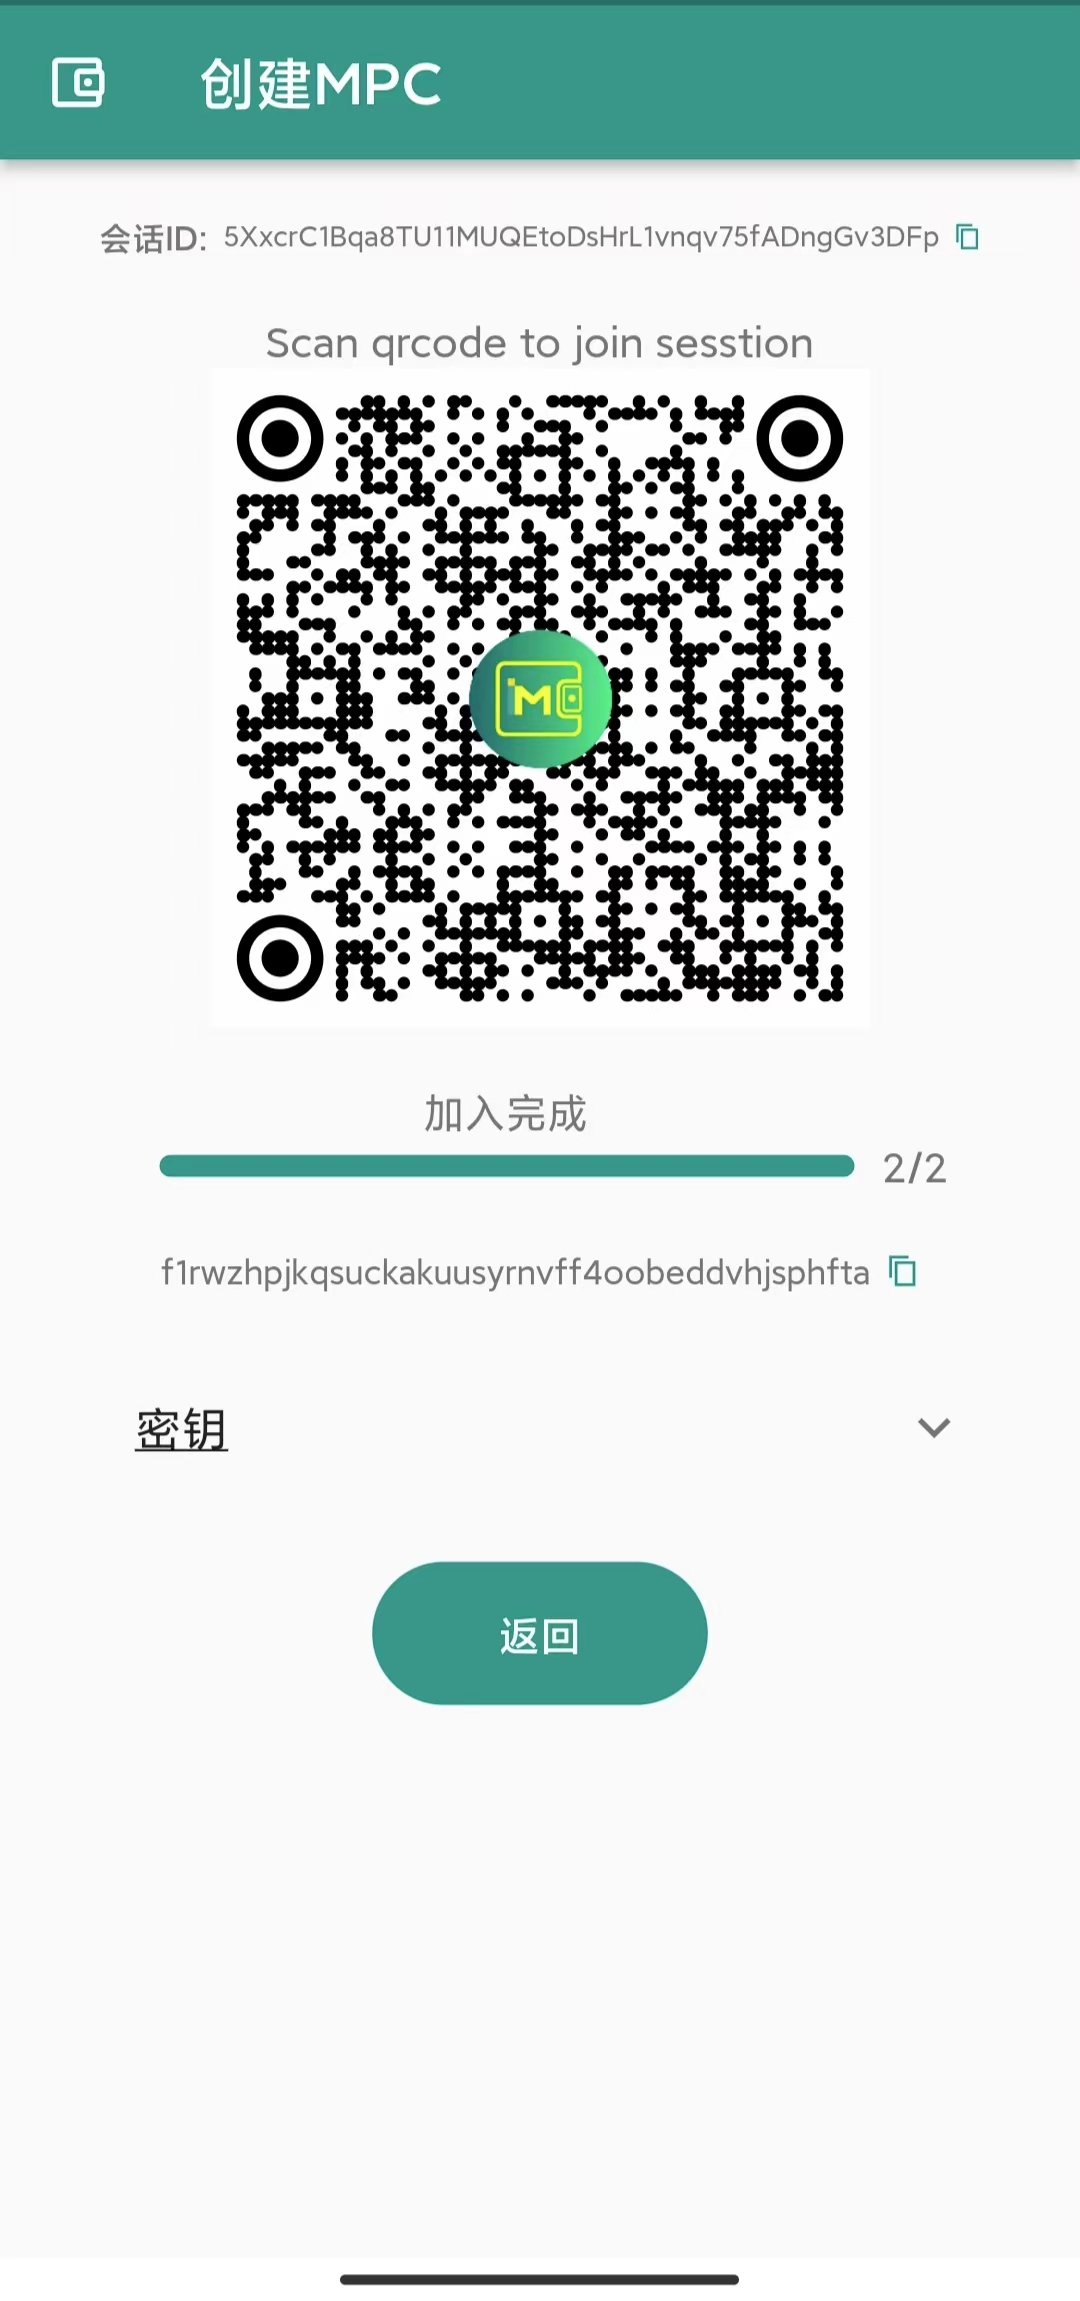 创建MPC
会话ID: 5XxcrC1Bqa8TU11MUQEtoDsHrL1vnqv75fADngGv3DFp
Scan qrcode to join sesstion
M
加入完成
2/2
f1rwzhpjkqsuckakuusyrnvff4oobeddvhjsphfta
密钥
返回